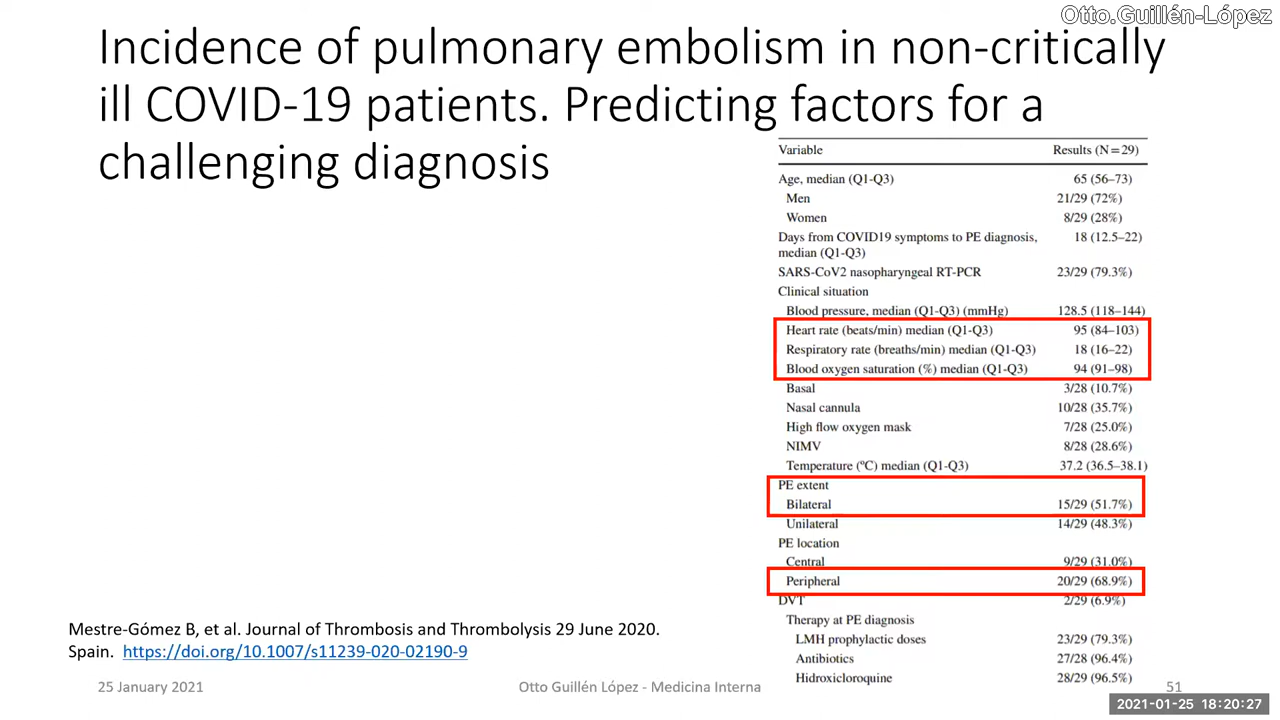 Otto.Guillén-López
Incidence of pulmonary embolism in non-critically
ill COVID-19 patients. Predicting factors for a
challenging diagnosis
Variable Results (N=29)
Age, median (Q1-Q3) 65 (56–73)
Men 21/29 (72%)
Women 8/29 (28%)
Days from COVID19 symptoms to PE diagnosis, 18 (12.5–22)
median (Q1-Q3)
SARS-CoV2 nasopharyngeal RT-PCR 23/29 (79.3%)
Clinical situation
Blood pressure, median (Q1-Q3) (mmHg) 128.5 (118–144)
Heart rate (beats/min) median (Q1-Q3) 95 (84–103)
Respiratory rate (breaths/min) median (Q1-Q3) 18 (16–22)
Blood oxygen saturation (%) median (Q1-Q3) 94 (91–98)
Basal 3/28 (10.7%)
Nasal cannula 10/28 (35.7%)
High flow oxygen mask 7/28 (25.0%)
NIMV 8/28 (28.6%)
Temperature (ºC) median (Q1-Q3) 37.2 (36.5–38.1)
PE extent
Bilateral 15/29 (51.7%)
Unilateral 14/29 (48.3%)
PE location
Central 9/29 (31.0%)
Peripheral 20/29 (68.9%)
DVT 2/29 (6.9%)
Therapy at PE diagnosis
LMH prophylactic doses 23/29 (79.3%)
Antibiotics 27/28 (96.4%)
Hidroxicloroquine 28/29 (96.5%)
Mestre-Gómez B, et al. Journal of Thrombosis and Thrombolysis 29 June 2020.
Spain. https://doi.org/10.1007/s11239-020-02190-9
25 January 2021 Otto Guillén López - Medicina Interna 51
2021-01-25 18:20:27